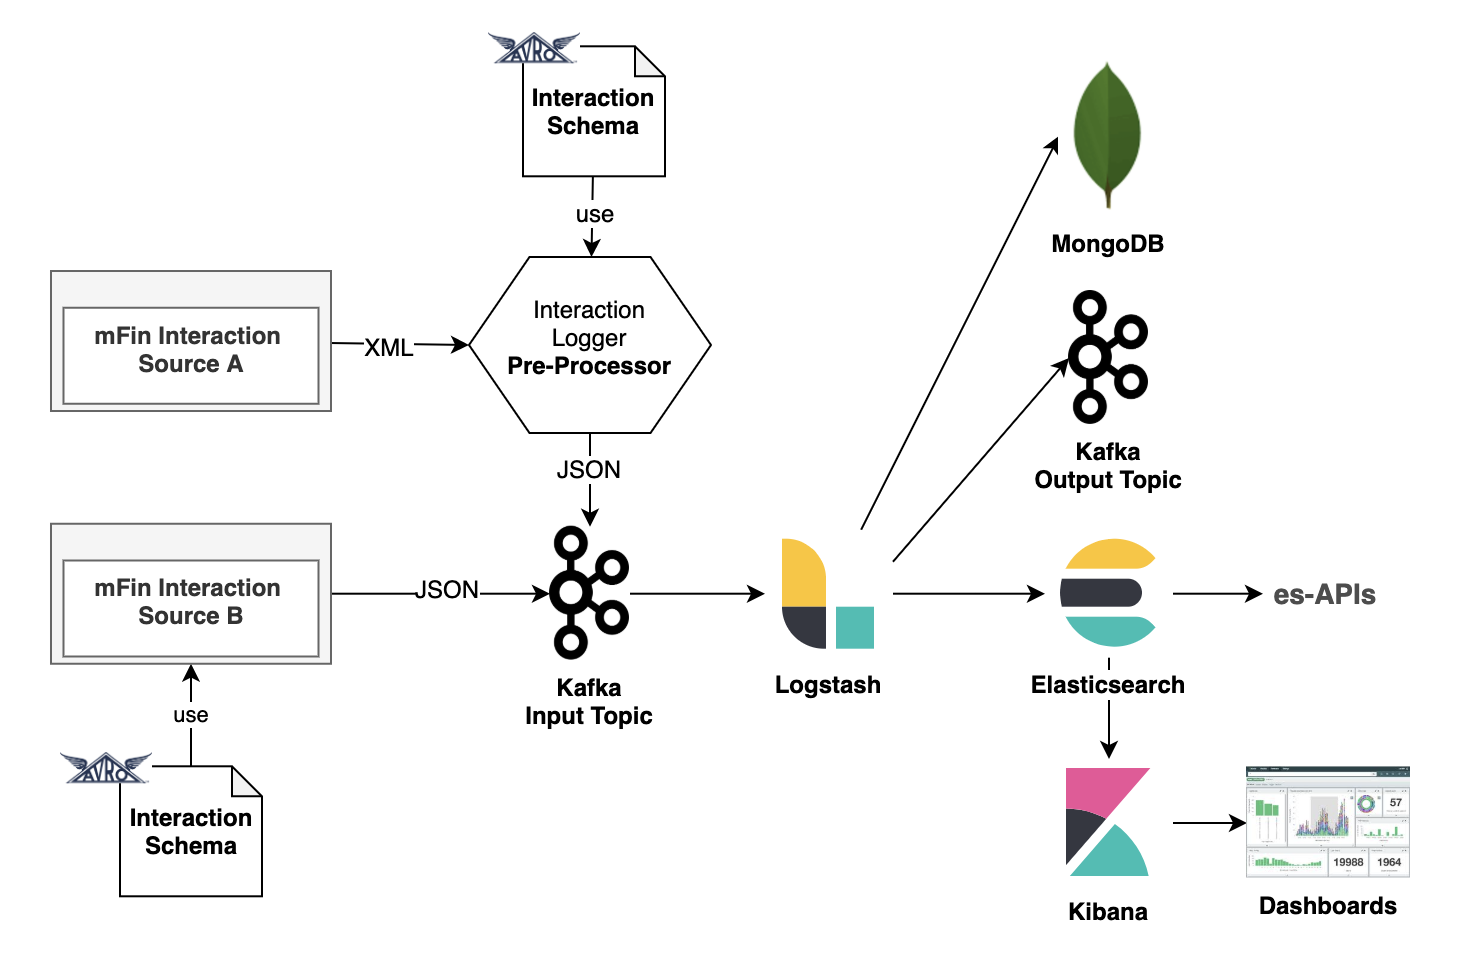 AVRO
Interaction
Schema
use
mFin Interaction
Source A
XML
Interaction
Logger
Pre-Processor
JSON
MongoDB
Kafka
Output Topic
mFin Interaction
Source B
JSON
Kafka
Input Topic
Logstash
Elasticsearch
es-APIs
use
AVRO
Interaction
Schema
Kibana
57
19988
1964
Dashboards